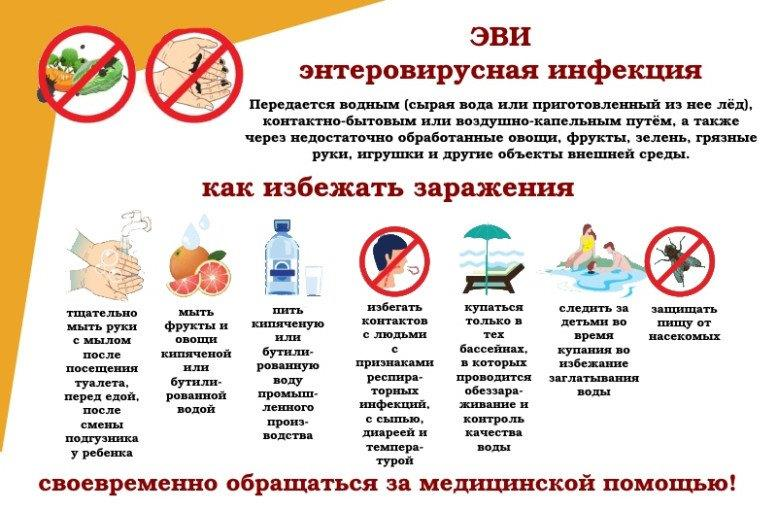 ЭВИ
энтеровирусная инфекция
Передается водным (сырая вода или приготовленный из нее лёд),
контактно-бытовым или воздушно-капельным путём, а также
через недостаточно обработанные овощи, фрукты, зелень, грязные
руки, игрушки и другие объекты внешней среды.
как избежать заражения
тщательно
мыть руки
с мылом
после
посещения
туалета,
перед едой,
после
смены
подгузника
у ребенка
мыть
фрукты и
овощи
кипяченой
или
бутили-
рованной
водой
пить
кипяченую
или
бутили-
рованную
воду
промыш-
ленного
произ-
водства
избегать
контактов
с людьми
с
признаками
респира-
торных
инфекций,
с сыпью,
диареей и
темпера-
турой
купаться
только в
тех
бассейнах,
в которых
проводится
обеззара-
живание и
контроль
качества
воды
следить за
детьми во
время
купания во
избежание
заглатывания
воды
защищать
пищу от
насекомых
своевременно обращаться за медицинской помощью!